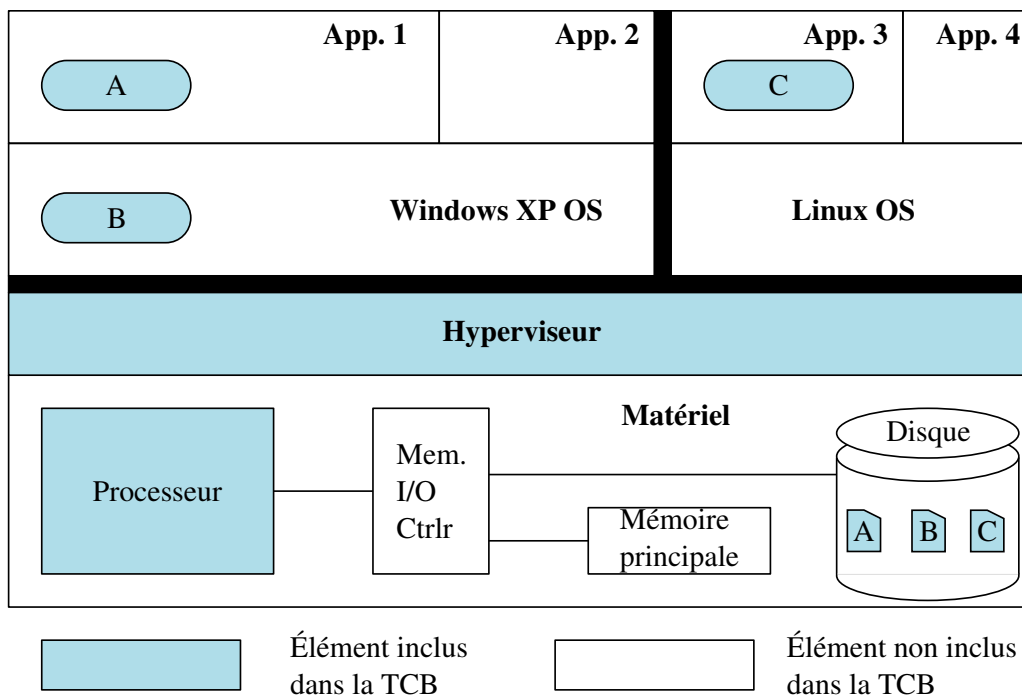 App. 1
App. 2
App. 3
App. 4
A
C
B
Windows XP OS
Linux OS
Hyperviseur
Matériel
Processeur
Mem.
I/O
Ctrlr
Mémoire
principale
Disque
A
B
C
Élément inclus
dans la TCB
Élément non inclus
dans la TCB